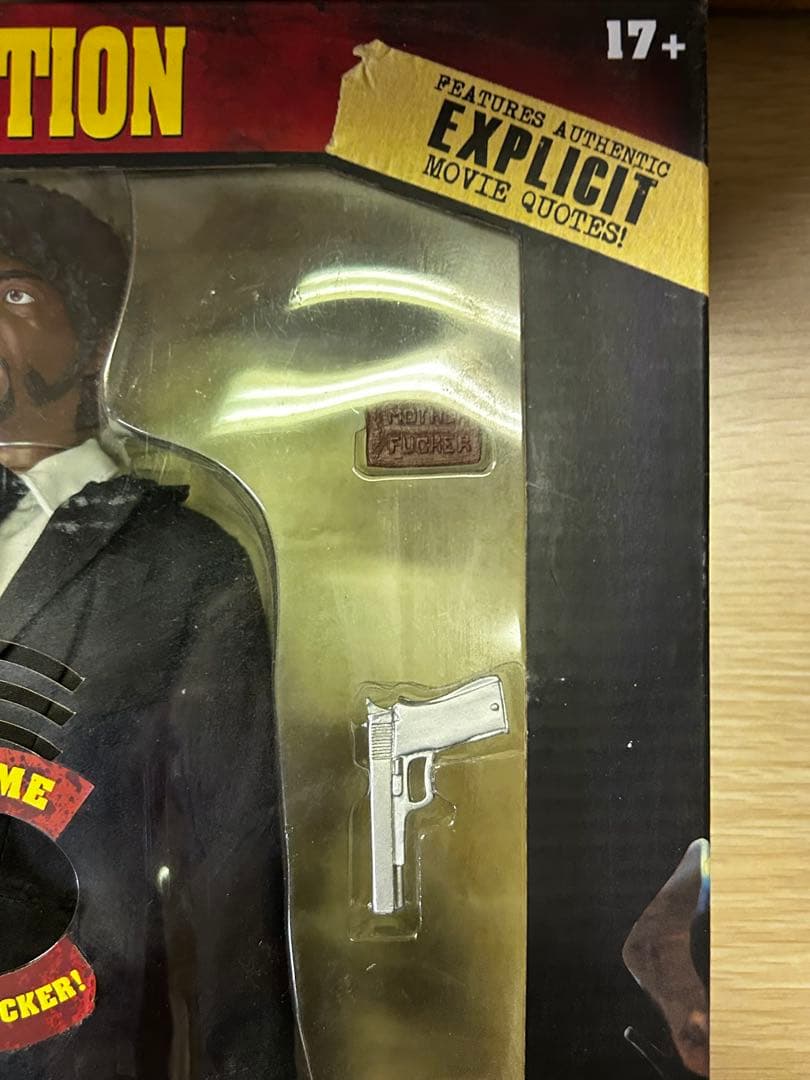 TION
17+
FEATURES AUTHENTIC
EXPLICIT
MOVIE QUOTES!
MOTHER
FUCKER
ME
CKER!